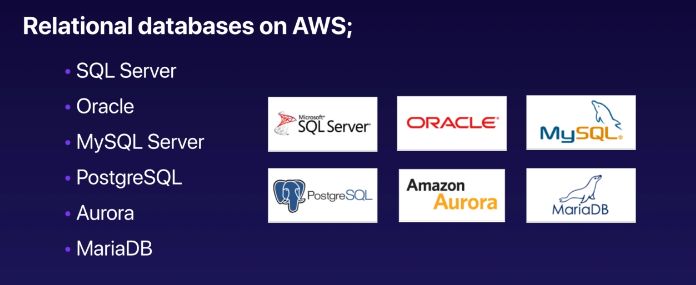 Relational databases on AWS;
• SQL Server
• Oracle
• MySQL Server
• PostgreSQL
• Aurora
• MariaDB
Microsoft
SQL Server
ORACLE
MySQL
PostgreSQL
Amazon
Aurora
MariaDB